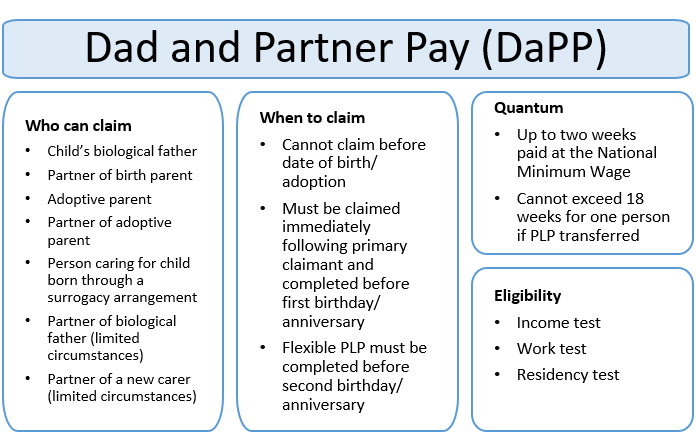 Dad and Partner Pay (DaPP)
Who can claim
• Child's biological father
• Partner of birth parent
• Adoptive parent
• Partner of adoptive
parent
• Person caring for child
born through a
surrogacy arrangement
• Partner of biological
father (limited
circumstances)
• Partner of a new carer
(limited circumstances)
When to claim
• Cannot claim before
date of birth/
adoption
• Must be claimed
immediately
following primary
claimant and
completed before
first birthday/
anniversary
• Flexible PLP must be
completed before
second birthday/
anniversary
Quantum
• Up to two weeks
paid at the National
Minimum Wage
• Cannot exceed 18
weeks for one person
if PLP transferred
Eligibility
• Income test
• Work test
• Residency test